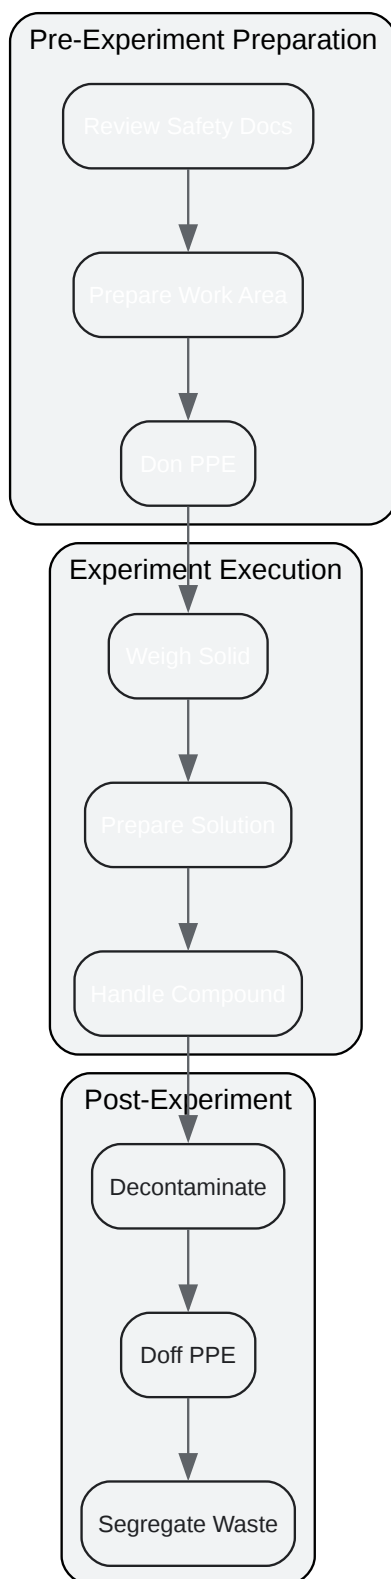 Pre-Experiment Preparation
Review Safety Docs
Prepare Work Area
Don PPE
Experiment Execution
Weigh Solid
Prepare Solution
Handle Compound
Post-Experiment
Decontaminate
Doff PPE
Segregate Waste